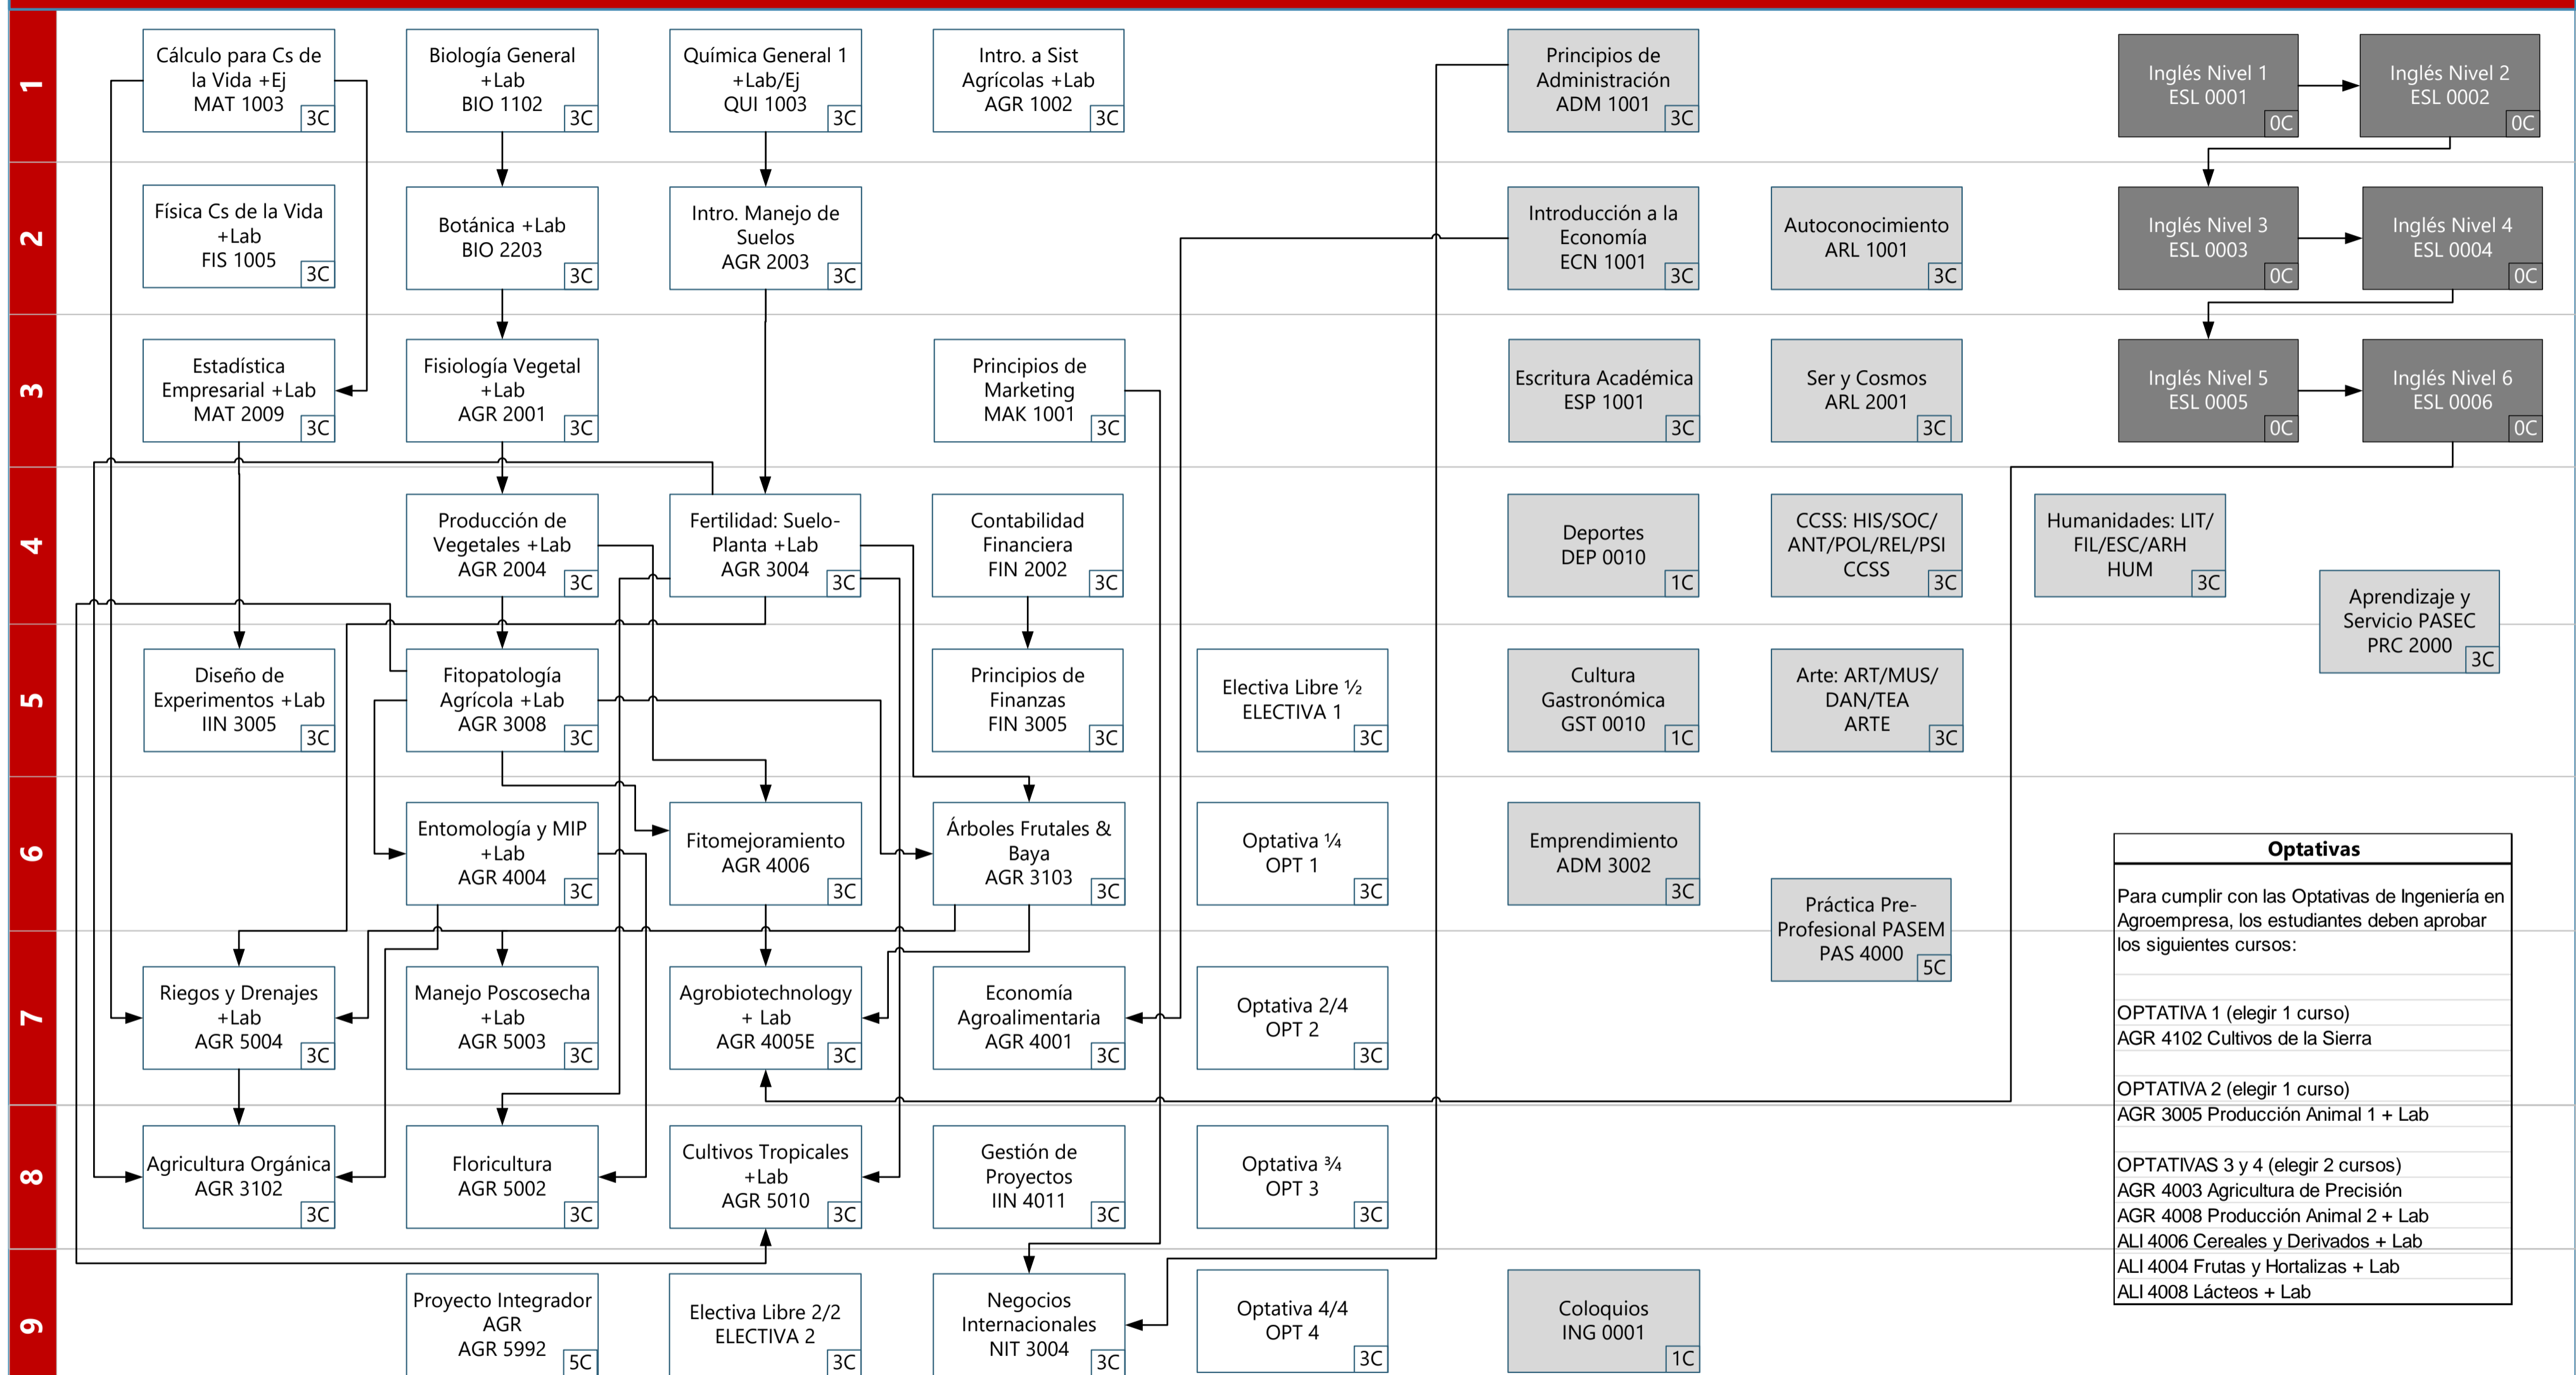 1
Cálculo para Cs de
la Vida +Ej
MAT 1003
3C
Biología General
+Lab
BIO 1102
3C
Química General 1
+Lab/Ej
QUI 1003
3C
Intro. a Sist
Agrícolas +Lab
AGR 1002
3C
Principios de
Administración
ADM 1001
3C
Inglés Nivel 1
ESL 0001
0C
Inglés Nivel 2
ESL 0002
0C
2
Física Cs de la Vida
+Lab
FIS 1005
3C
Botánica +Lab
BIO 2203
3C
Intro. Manejo de
Suelos
AGR 2003
3C
Introducción a la
Economía
ECN 1001
3C
Autoconocimiento
ARL 1001
3C
Inglés Nivel 3
ESL 0003
0C
Inglés Nivel 4
ESL 0004
0C
3
Estadística
Empresarial +Lab
MAT 2009
3C
Fisiología Vegetal
+Lab
AGR 2001
3C
Principios de
Marketing
MAK 1001
3C
Escritura Académica
ESP 1001
3C
Ser y Cosmos
ARL 2001
3C
Inglés Nivel 5
ESL 0005
0C
Inglés Nivel 6
ESL 0006
0C
4
Producción de
Vegetales +Lab
AGR 2004
3C
Fertilidad: Suelo-
Planta +Lab
AGR 3004
3C
Contabilidad
Financiera
FIN 2002
3C
Deportes
DEP 0010
1C
CCSS: HIS/SOC/
ANT/POL/REL/PSI
CCSS
3C
Humanidades: LIT/
FIL/ESC/ARH
HUM
3C
Aprendizaje y
Servicio PASEC
PRC 2000
3C
5
Diseño de
Experimentos +Lab
IIN 3005
3C
Fitopatología
Agrícola +Lab
AGR 3008
3C
Principios de
Finanzas
FIN 3005
3C
Electiva Libre ½
ELECTIVA 1
3C
Cultura
Gastronómica
GST 0010
1C
Arte: ART/MUS/
DAN/TEA
ARTE
3C
6
Entomología y MIP
+Lab
AGR 4004
3C
Fitomejoramiento
AGR 4006
3C
Árboles Frutales &
Baya
AGR 3103
3C
Optativa ¼
OPT 1
3C
Emprendimiento
ADM 3002
3C
Práctica Pre-
Profesional PASEM
PAS 4000
5C
7
Riegos y Drenajes
+Lab
AGR 5004
3C
Manejo Poscosecha
+Lab
AGR 5003
3C
Agrobiotechnology
+ Lab
AGR 4005E
3C
Economía
Agroalimentaria
AGR 4001
3C
Optativa 2/4
OPT 2
3C
8
Agricultura Orgánica
AGR 3102
3C
Floricultura
AGR 5002
3C
Cultivos Tropicales
+Lab
AGR 5010
3C
Gestión de
Proyectos
IIN 4011
3C
Optativa ¾
OPT 3
3C
9
Proyecto Integrador
AGR
AGR 5992
5C
Electiva Libre 2/2
ELECTIVA 2
3C
Negocios
Internacionales
NIT 3004
3C
Optativa 4/4
OPT 4
3C
Coloquios
ING 0001
1C
Optativas
Para cumplir con las Optativas de Ingeniería en
Agroempresa, los estudiantes deben aprobar
los siguientes cursos:
OPTATIVA 1 (elegir 1 curso)
AGR 4102 Cultivos de la Sierra
OPTATIVA 2 (elegir 1 curso)
AGR 3005 Producción Animal 1 + Lab
OPTATIVAS 3 y 4 (elegir 2 cursos)
AGR 4003 Agricultura de Precisión
AGR 4008 Producción Animal 2 + Lab
ALI 4006 Cereales y Derivados + Lab
ALI 4004 Frutas y Hortalizas + Lab
ALI 4008 Lácteos + Lab